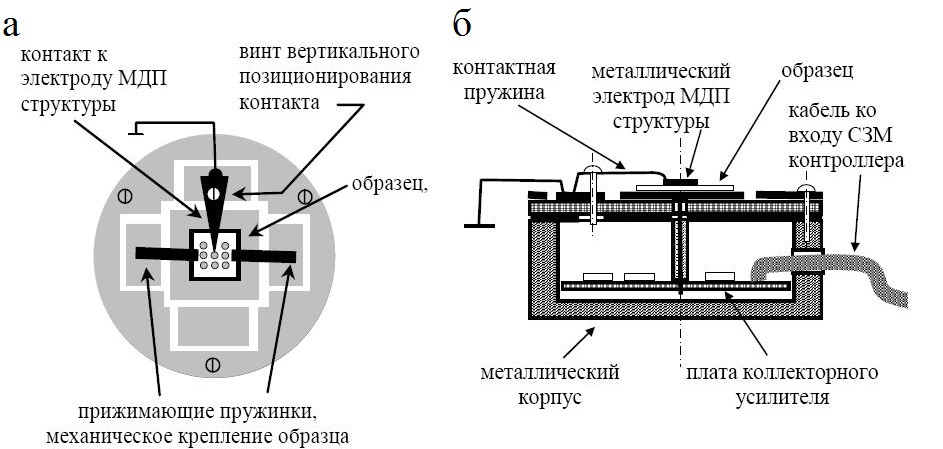 а
контакт к
электроду МДП
структуры
винт вертикального
позиционирования
контакта
образец,
прижимающие пружинки,
механическое крепление образца
б
контактная
пружина
металлический
электрод МДП
структуры
образец
кабель ко
входу СЗМ
контроллера
металлический
корпус
плата коллекторного
усилителя